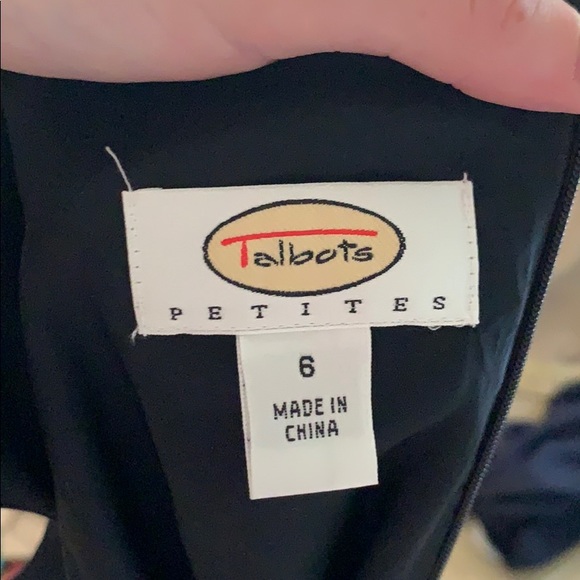 Talbots
PETITES
6
MADE IN
CHINA